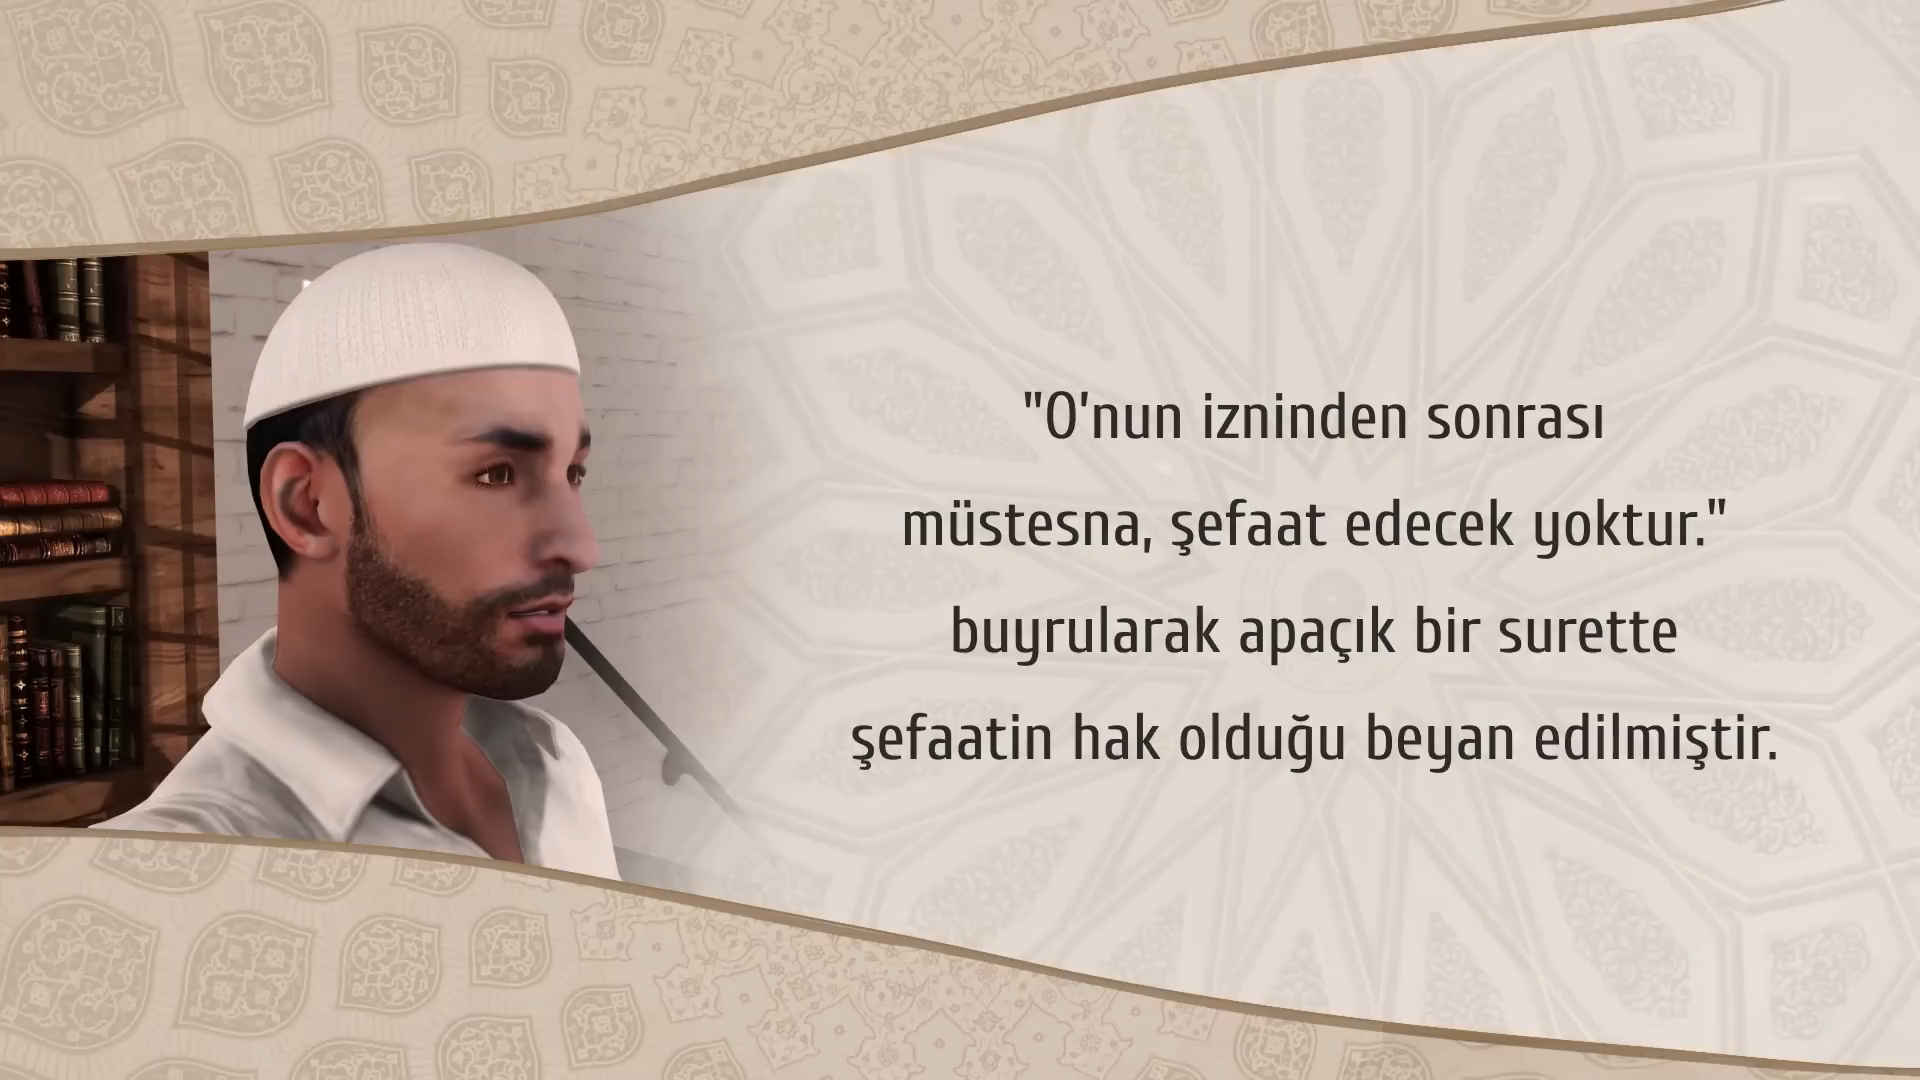 "O'nun izninden sonrası
müstesna, şefaat edecek yoktur."
buyrularak apaçık bir surette
şefaatin hak olduğu beyan edilmiştir.